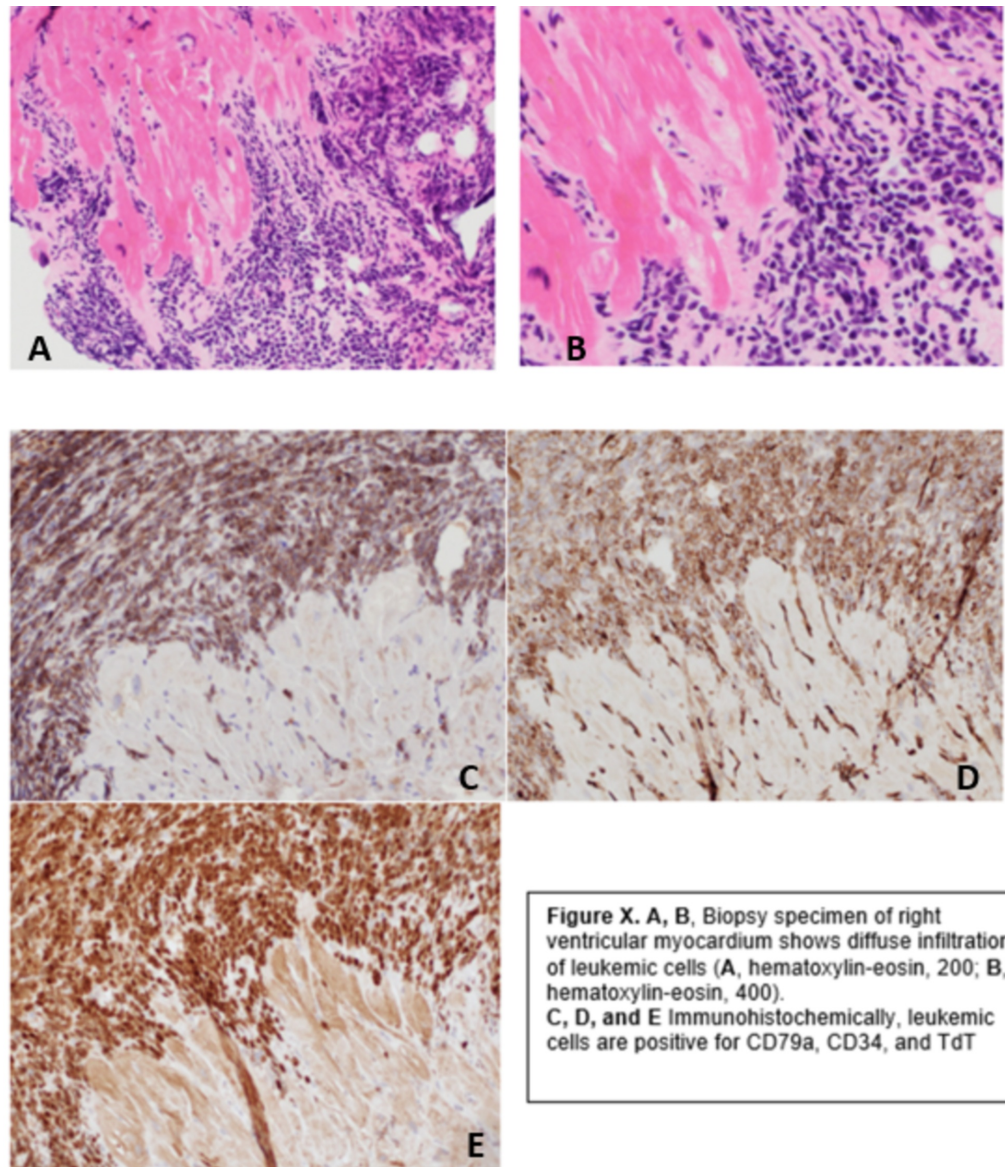 A
B
C
D
E
Figure X. A, B, Biopsy specimen of right
ventricular myocardium shows diffuse infiltration
of leukemic cells (A, hematoxylin-eosin, 200; B,
hematoxylin-eosin, 400).
C, D, and E Immunohistochemically, leukemic
cells are positive for CD79a, CD34, and TdT